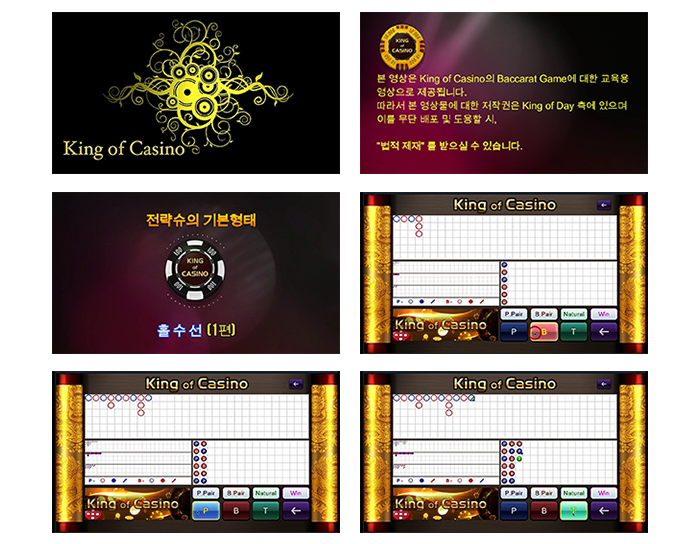 King of Casino
KING
of
CASINO
본 영상은 King of Casino의 Baccarat Game에 대한 교육용
영상으로 제공됩니다.
따라서 본 영상물에 대한 저작권은 King of Day 측에 있으며
이를 무단 배포 및 도용할 시,
"법적 제재" 를 받으실 수 있습니다.
전략슈의 기본형태
100
100
KING
of
CASINO
100
100
홀수선 (1편)
King of Casino
P.Pair B.Pair Natural Win
King of Casino
P B T
King of Casino
P.Pair B.Pair Natural Win
King of Casino
P B T
King of Casino
P.Pair B.Pair Natural Win
King of Casino
P B T